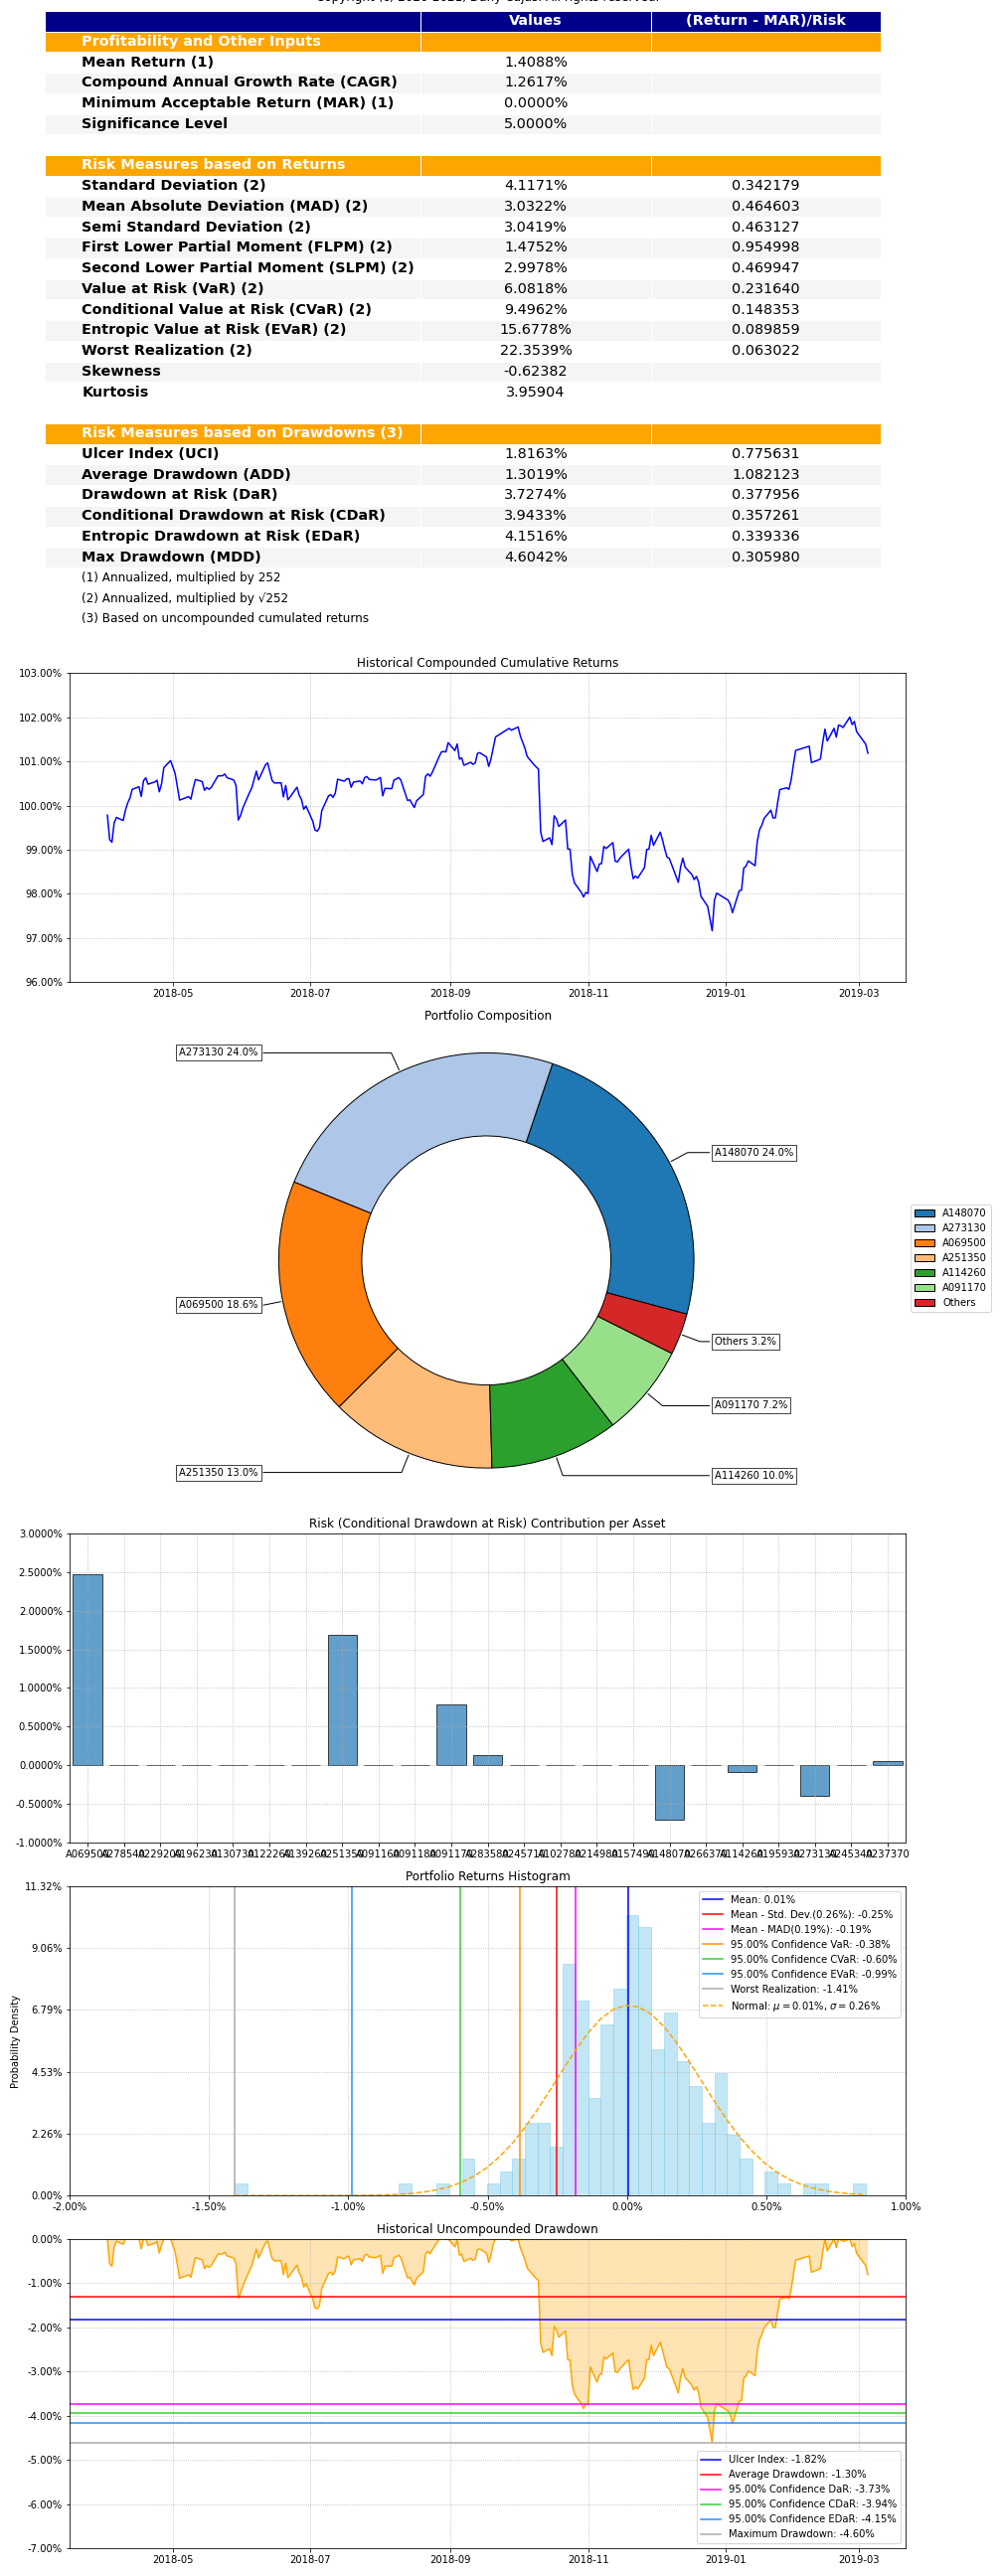 Copyright (c) 2020-2021, Dany Cajas. All rights reserved.
Values (Return - MAR)/Risk
Profitability and Other Inputs
Mean Return (1) 1.4088%
Compound Annual Growth Rate (CAGR) 1.2617%
Minimum Acceptable Return (MAR) (1) 0.0000%
Significance Level 5.0000%
Risk Measures based on Returns
Standard Deviation (2) 4.1171% 0.342179
Mean Absolute Deviation (MAD) (2) 3.0322% 0.464603
Semi Standard Deviation (2) 3.0419% 0.463127
First Lower Partial Moment (FLPM) (2) 1.4752% 0.954998
Second Lower Partial Moment (SLPM) (2) 2.9978% 0.469947
Value at Risk (VaR) (2) 6.0818% 0.231640
Conditional Value at Risk (CVaR) (2) 9.4962% 0.148353
Entropic Value at Risk (EVaR) (2) 15.6778% 0.089859
Worst Realization (2) 22.3539% 0.063022
Skewness -0.62382
Kurtosis 3.95904
Risk Measures based on Drawdowns (3)
Ulcer Index (UCI) 1.8163% 0.775631
Average Drawdown (ADD) 1.3019% 1.082123
Drawdown at Risk (DaR) 3.7274% 0.377956
Conditional Drawdown at Risk (CDaR) 3.9433% 0.357261
Entropic Drawdown at Risk (EDaR) 4.1516% 0.339336
Max Drawdown (MDD) 4.6042% 0.305980
(1) Annualized, multiplied by 252
(2) Annualized, multiplied by √252
(3) Based on uncompounded cumulated returns
Historical Compounded Cumulative Returns
103.00%
102.00%
101.00%
100.00%
99.00%
98.00%
97.00%
96.00%
2018-05 2018-07 2018-09 2018-11 2019-01 2019-03
Portfolio Composition
A273130 24.0%
A148070 24.0%
A069500 18.6%
Others 3.2%
A091170 7.2%
A251350 13.0%
A114260 10.0%
A148070
A273130
A069500
A251350
A114260
A091170
Others
Risk (Conditional Drawdown at Risk) Contribution per Asset
3.0000%
2.5000%
2.0000%
1.5000%
1.0000%
0.5000%
0.0000%
-0.5000%
-1.0000%
Portfolio Returns Histogram
Probability Density
11.32%
9.06%
6.79%
4.53%
2.26%
0.00%
-2.00% -1.50% -1.00% -0.50% 0.00% 0.50% 1.00%
Mean: 0.01%
Mean - Std. Dev.(0.26%): -0.25%
Mean - MAD(0.19%): -0.19%
95.00% Confidence VaR: -0.38%
95.00% Confidence CVaR: -0.60%
95.00% Confidence EVaR: -0.99%
Worst Realization: -1.41%
Normal: μ = 0.01%, σ = 0.26%
Historical Uncompounded Drawdown
0.00%
-1.00%
-2.00%
-3.00%
-4.00%
-5.00%
-6.00%
-7.00%
2018-05 2018-07 2018-09 2018-11 2019-01 2019-03
Ulcer Index: -1.82%
Average Drawdown: -1.30%
95.00% Confidence DaR: -3.73%
95.00% Confidence CDaR: -3.94%
95.00% Confidence EDaR: -4.15%
Maximum Drawdown: -4.60%